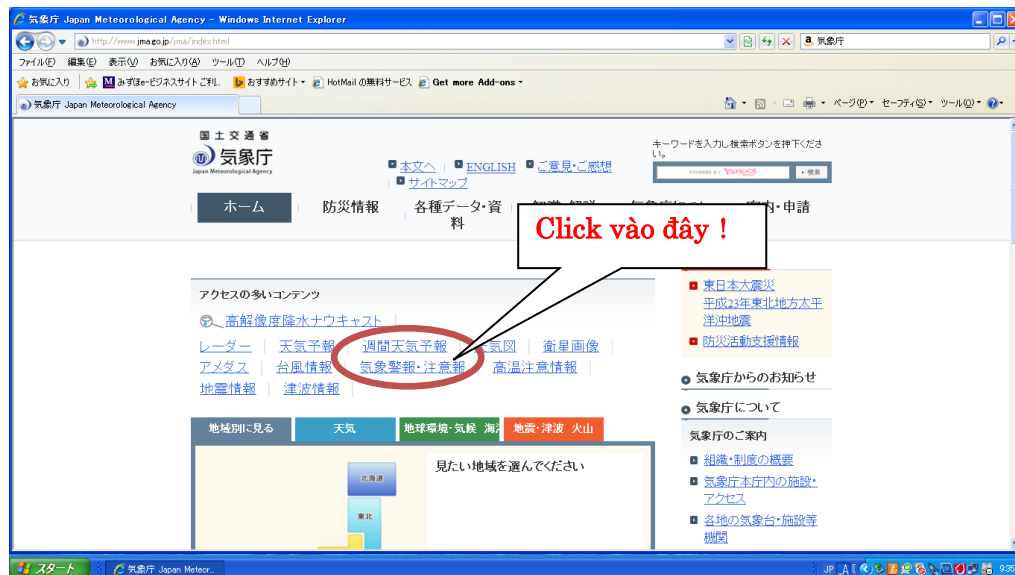 気象庁 Japan Meteorological Agency - Windows Internet Explorer
http://www.jma.go.jp/jma/index.html
気象庁
ファイル(F) 編集(E) 表示(V) お気に入り(A) ツール(T) ヘルプ(H)
お気に入り みずほe-ビジネスサイト ご利.. おすすめサイト HotMail の無料サービス Get more Add-ons
気象庁 Japan Meteorological Agency
ページ(P) セーフティ(S) ツール(O)
国土交通省
気象庁
Japan Meteorological Agency
本文へ ENGLISH ご意見・ご感想
サイトマップ
キーワードを入力し検索ボタンを押下くださ
い。
POWERED BY YAHOO! 検索
ホーム 防災情報 各種データ・資
料
内・申請
Click vào đây !
アクセスの多いコンテンツ
高解像度降水ナウキャスト
レーダー 天気予報 週間天気予報 天気図 衛星画像
アメダス 台風情報 気象警報・注意報 高温注意情報
地震情報 津波情報
東日本大震災
平成23年東北地方太平
洋沖地震
防災活動支援情報
気象庁からのお知らせ
気象庁について
気象庁のご案内
組織・制度の概要
気象庁本庁内の施設・
アクセス
各地の気象台・施設等
機関
地域別に見る 天気 地球環境・気候 海 地震・津波 火山
見たい地域を選んでください
北海道
東北
スタート 気象庁 Japan Meteor... JP A 9:35